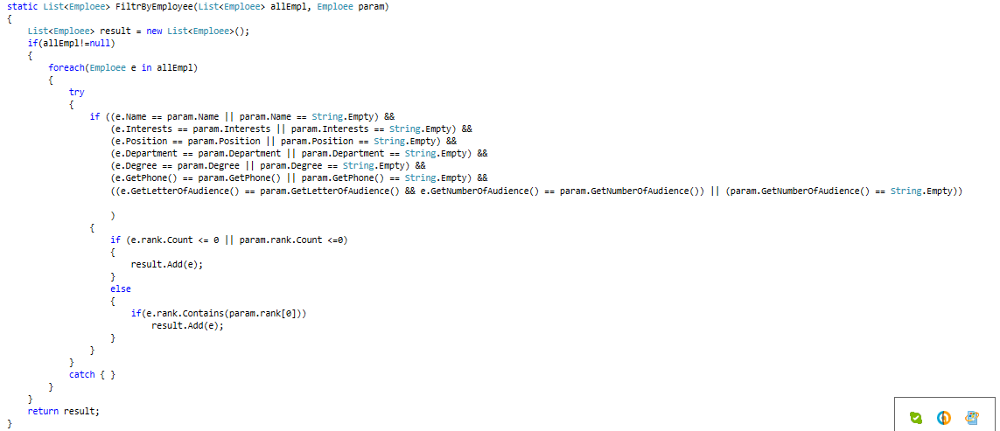 static List<Emploee> FiltrByEmployee(List<Emploee> allEmpl, Emploee param)
{
List<Emploee> result = new List<Emploee>();
if(allEmpl!=null)
{
foreach(Emploee e in allEmpl)
{
try
{
if ((e.Name == param.Name || param.Name == String.Empty) &&
(e.Interests == param.Interests || param.Interests == String.Empty) &&
(e.Position == param.Position || param.Position == String.Empty) &&
(e.Department == param.Department || param.Department == String.Empty) &&
(e.Degree == param.Degree || param.Degree == String.Empty) &&
(e.GetPhone() == param.GetPhone() || param.GetPhone() == String.Empty) &&
((e.GetLetterOfAudience() == param.GetLetterOfAudience() && e.GetNumberOfAudience() == param.GetNumberOfAudience()) || (param.GetNumberOfAudience() == String.Empty))
)
{
if (e.rank.Count <= 0 || param.rank.Count <=0)
{
result.Add(e);
}
else
{
if(e.rank.Contains(param.rank[0]))
result.Add(e);
}
}
}
catch { }
}
}
return result;
}